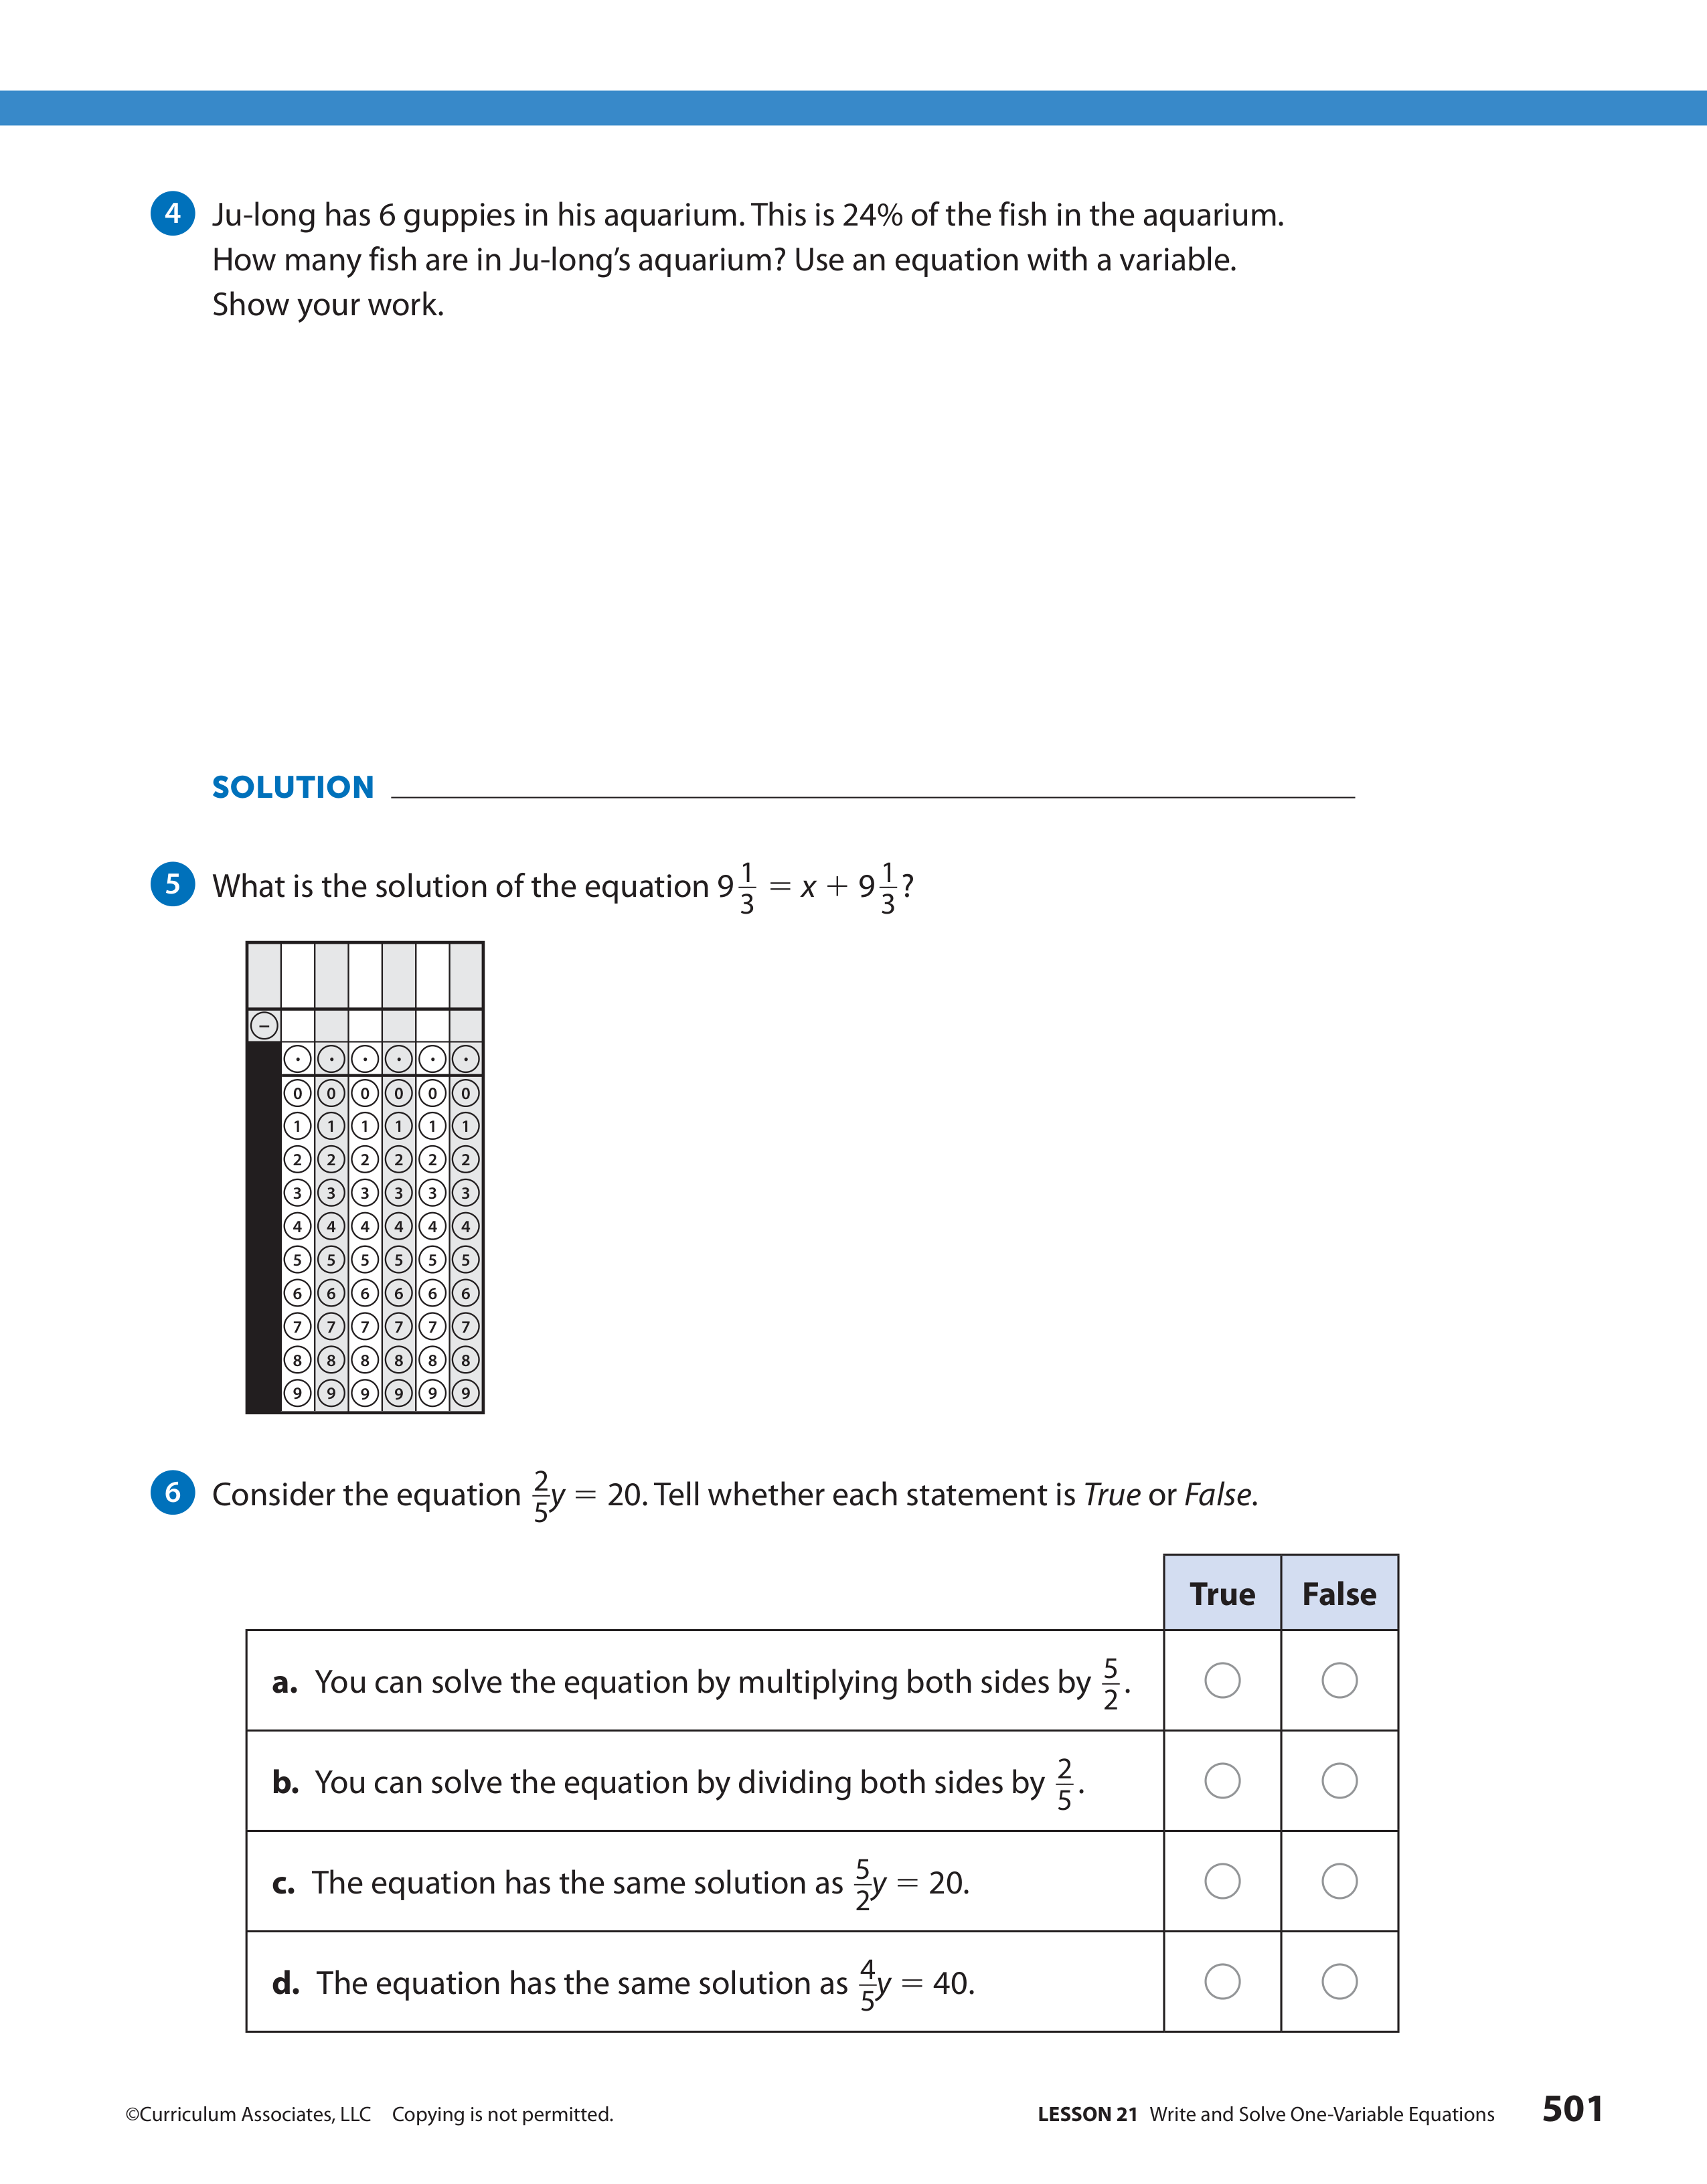 4 Ju-long has 6 guppies in his aquarium. This is 24% of the fish in the aquarium.
How many fish are in Ju-long’s aquarium? Use an equation with a variable.
Show your work.
SOLUTION
5 What is the solution of the equation 9 1/3 = x + 9 1/3?
−
. . . . . .
0 0 0 0 0 0
1 1 1 1 1 1
2 2 2 2 2 2
3 3 3 3 3 3
4 4 4 4 4 4
5 5 5 5 5 5
6 6 6 6 6 6
7 7 7 7 7 7
8 8 8 8 8 8
9 9 9 9 9 9
6 Consider the equation 2/5 y = 20. Tell whether each statement is True or False.
True False
a. You can solve the equation by multiplying both sides by 5/2.
b. You can solve the equation by dividing both sides by 2/5.
c. The equation has the same solution as 5/2 y = 20.
d. The equation has the same solution as 4/5 y = 40.
©Curriculum Associates, LLC Copying is not permitted. LESSON 21 Write and Solve One-Variable Equations 501